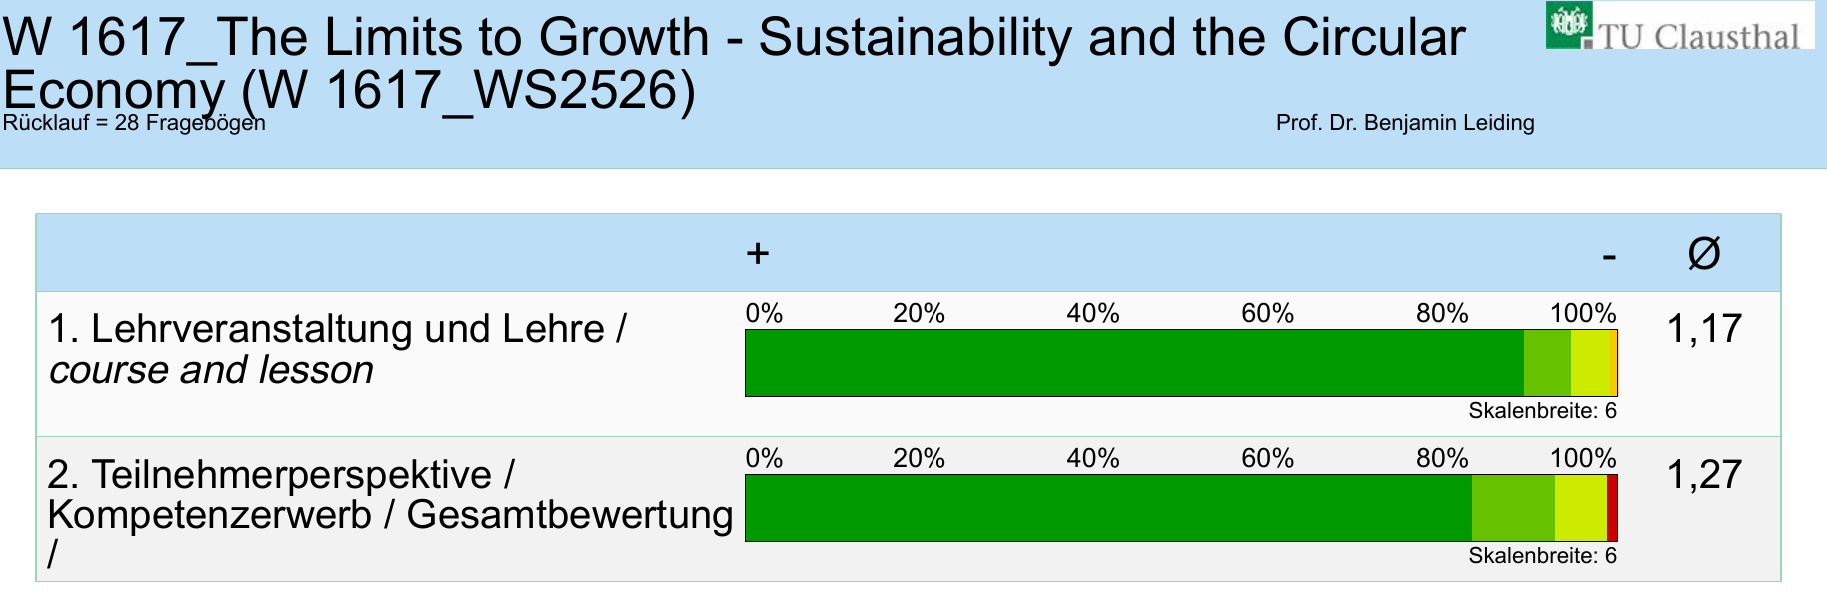 W 1617_The Limits to Growth - Sustainability and the Circular
Economy (W 1617_WS2526)
TU Clausthal
Rücklauf = 28 Fragebögen
Prof. Dr. Benjamin Leiding
+ - Ø
1. Lehrveranstaltung und Lehre /
course and lesson
0% 20% 40% 60% 80% 100%
Skalenbreite: 6
1,17
2. Teilnehmerperspektive /
Kompetenzerwerb / Gesamtbewertung
/
0% 20% 40% 60% 80% 100%
Skalenbreite: 6
1,27